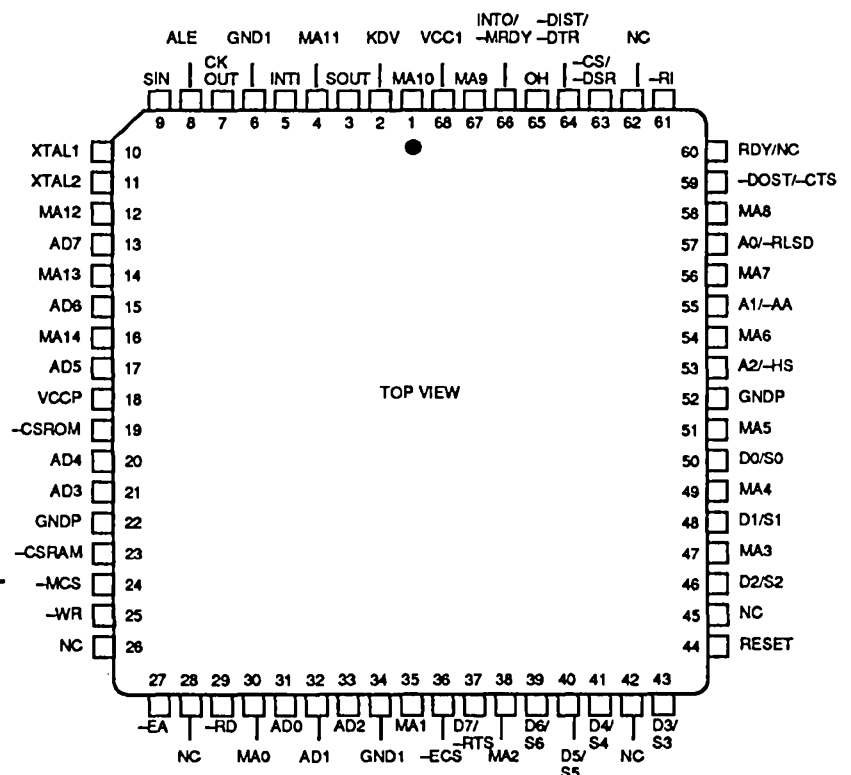 INTO/ –DIST/
ALE GND1 MA11 KDV VCC1 –MRDY –DTR NC
CK –CS/
SIN OUT INTI SOUT MA10 MA9 OH –DSR –RI
9 8 7 6 5 4 3 2 1 68 67 66 65 64 63 62 61
XTAL1 10 60 RDY/NC
XTAL2 11 59 –DOST/–CTS
MA12 12 58 MA8
AD7 13 57 A0/–RLSD
MA13 14 56 MA7
AD6 15 55 A1/–AA
MA14 16 54 MA6
AD5 17 53 A2/–HS
VCCP 18 TOP VIEW 52 GNDP
–CSROM 19 51 MA5
AD4 20 50 D0/S0
AD3 21 49 MA4
GNDP 22 48 D1/S1
–CSRAM 23 47 MA3
–MCS 24 46 D2/S2
–WR 25 45 NC
NC 26 44 RESET
27 28 29 30 31 32 33 34 35 36 37 38 39 40 41 42 43
–EA –RD AD0 AD2 MA1 D7/ D6/ D4/ D3/
–RTS S6 S4 S3
NC MA0 AD1 GND1 –ECS MA2 D5/ NC
S5